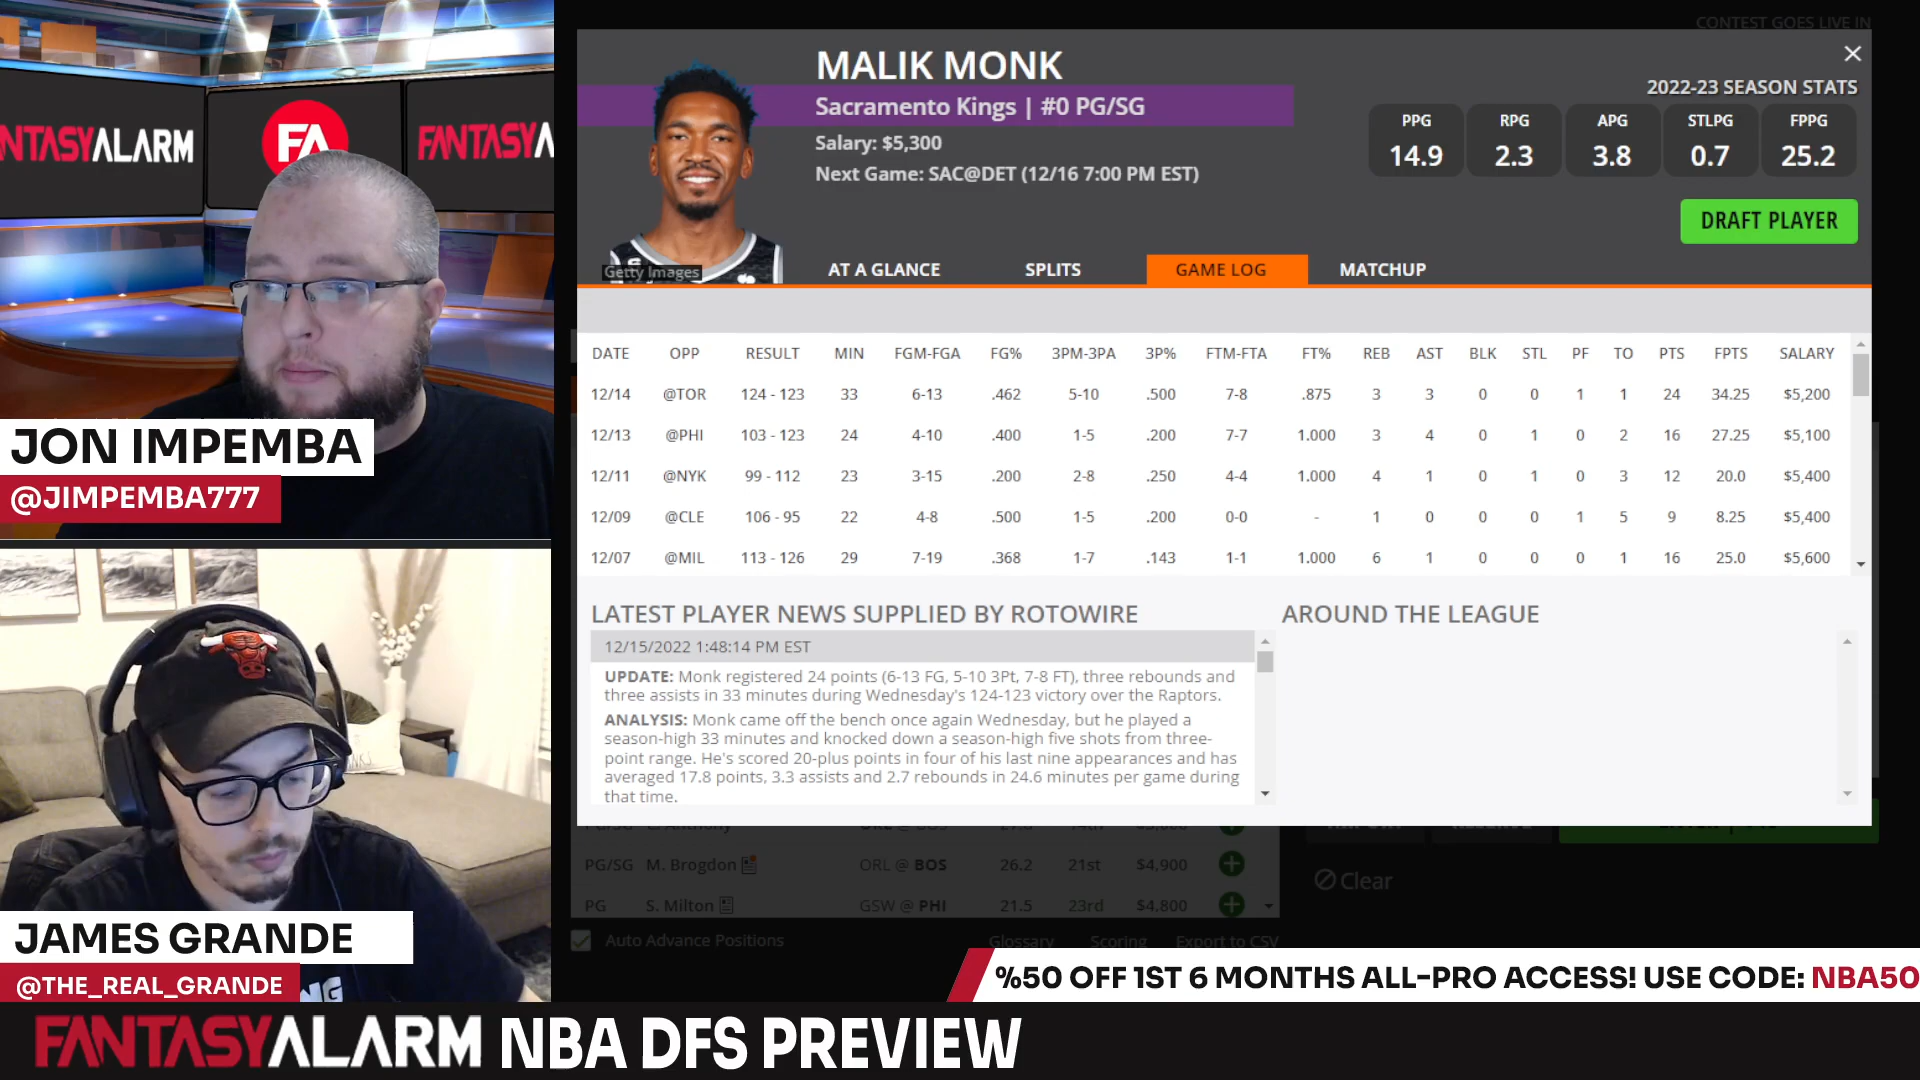 CONTEST GOES LIVE IN
MALIK MONK
Sacramento Kings | #0 PG/SG
Salary: $5,300
Next Game: SAC@DET (12/16 7:00 PM EST)
2022-23 SEASON STATS
PPG RPG APG STLPG FPPG
14.9 2.3 3.8 0.7 25.2
DRAFT PLAYER
Getty Images
AT A GLANCE SPLITS GAME LOG MATCHUP
DATE OPP RESULT MIN FGM-FGA FG% 3PM-3PA 3P% FTM-FTA FT% REB AST BLK STL PF TO PTS FPTS SALARY
12/14 @TOR 124 - 123 33 6-13 .462 5-10 .500 7-8 .875 3 3 0 0 1 1 24 34.25 $5,200
12/13 @PHI 103 - 123 24 4-10 .400 1-5 .200 7-7 1.000 3 4 0 1 0 2 16 27.25 $5,100
12/11 @NYK 99 - 112 23 3-15 .200 2-8 .250 4-4 1.000 4 1 0 1 0 3 12 20.0 $5,400
12/09 @CLE 106 - 95 22 4-8 .500 1-5 .200 0-0 - 1 0 0 0 1 5 9 8.25 $5,400
12/07 @MIL 113 - 126 29 7-19 .368 1-7 .143 1-1 1.000 6 1 0 0 0 1 16 25.0 $5,600
LATEST PLAYER NEWS SUPPLIED BY ROTOWIRE
AROUND THE LEAGUE
12/15/2022 1:48:14 PM EST
UPDATE: Monk registered 24 points (6-13 FG, 5-10 3Pt, 7-8 FT), three rebounds and
three assists in 33 minutes during Wednesday's 124-123 victory over the Raptors.
ANALYSIS: Monk came off the bench once again Wednesday, but he played a
season-high 33 minutes and knocked down a season-high five shots from three-
point range. He's scored 20-plus points in four of his last nine appearances and has
averaged 17.8 points, 3.3 assists and 2.7 rebounds in 24.6 minutes per game during
that time.
PG/SG M. Brogdon ORL @ BOS 26.2 21st $4,900
PG S. Milton GSW @ PHI 21.5 23rd $4,800
Clear
Auto Advance Positions
Glossary Scoring Export to CSV
NTASYALARM
FA
FANTASYA
JON IMPEMBA
@JIMPEMBA777
JAMES GRANDE
@THE_REAL_GRANDE
%50 OFF 1ST 6 MONTHS ALL-PRO ACCESS! USE CODE: NBA50
FANTASYALARM NBA DFS PREVIEW